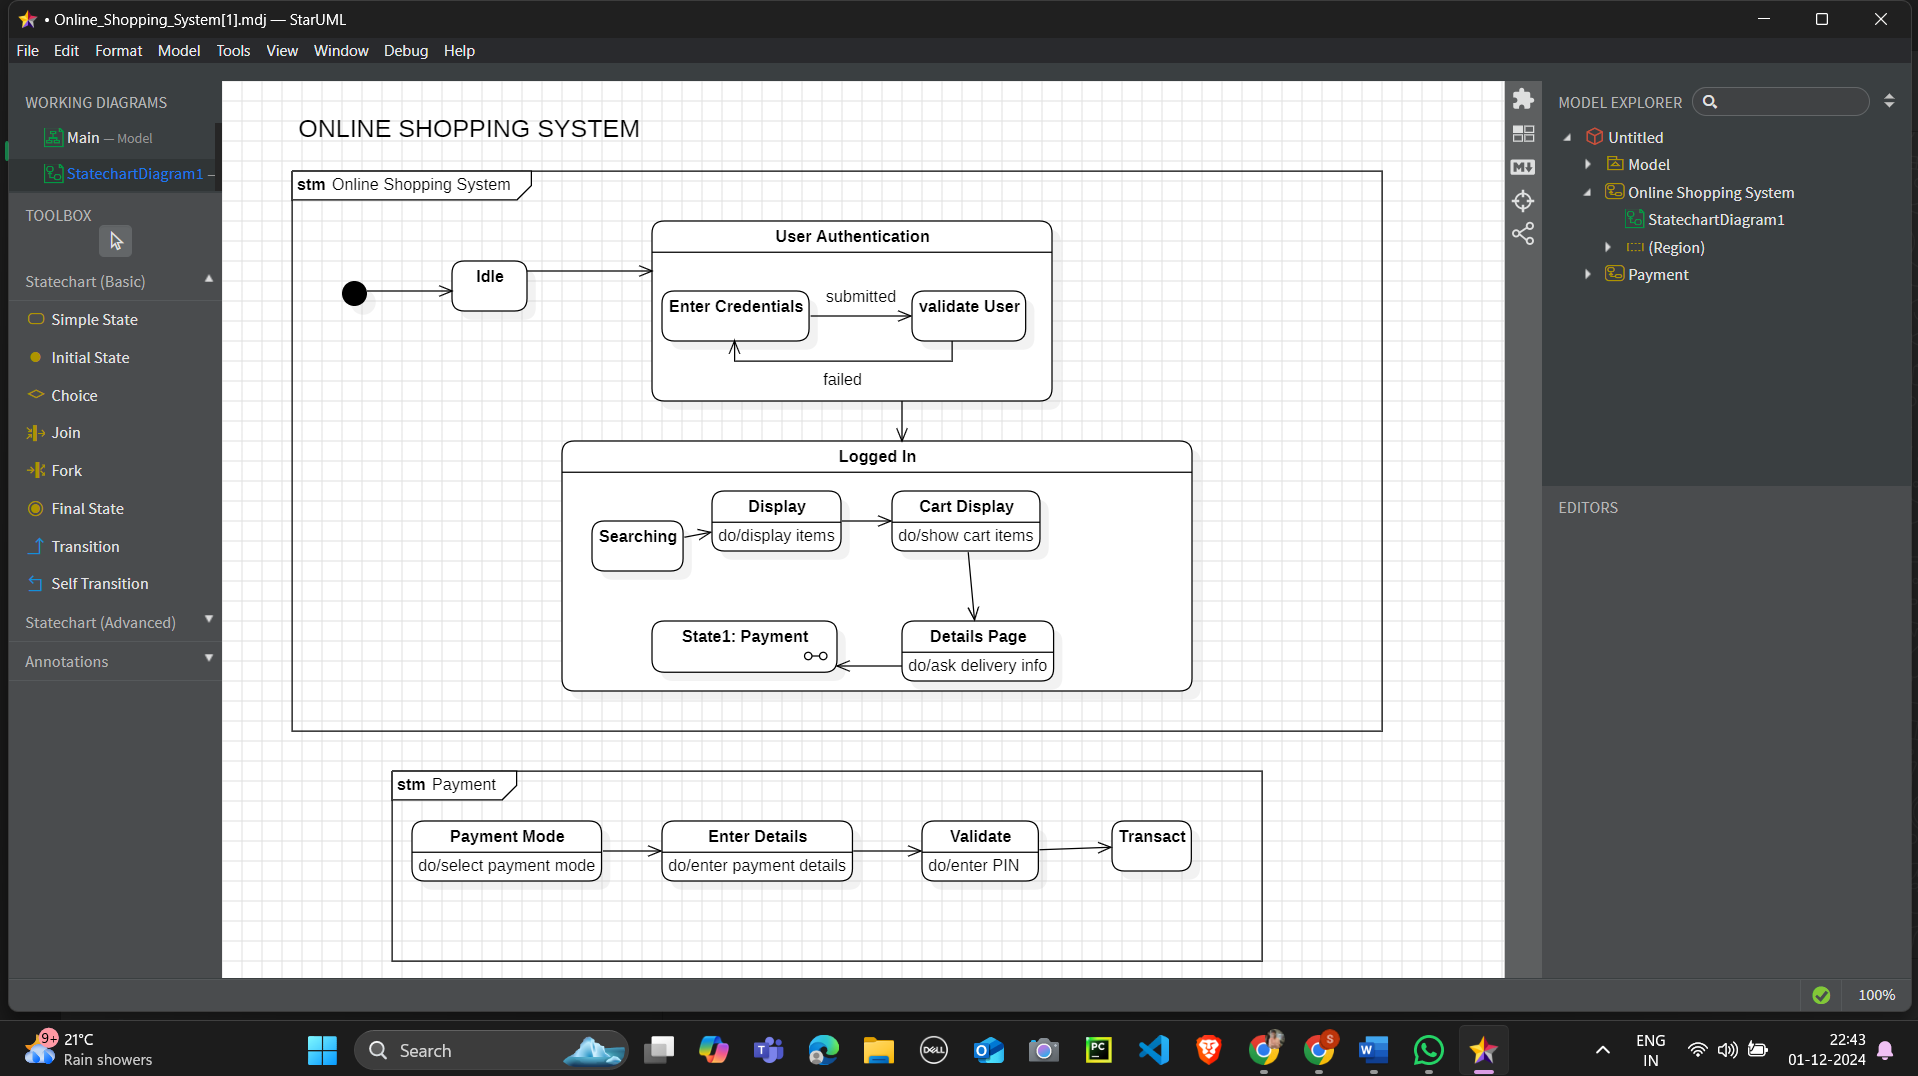 • Online_Shopping_System[1].mdj — StarUML
File Edit Format Model Tools View Window Debug Help
WORKING DIAGRAMS
Main — Model
StatechartDiagram1 –
TOOLBOX
Statechart (Basic)
Simple State
Initial State
Choice
Join
Fork
Final State
Transition
Self Transition
Statechart (Advanced)
Annotations
ONLINE SHOPPING SYSTEM
stm Online Shopping System
Idle
User Authentication
Enter Credentials
submitted
validate User
failed
Logged In
Searching
Display
do/display items
Cart Display
do/show cart items
State1: Payment
Details Page
do/ask delivery info
stm Payment
Payment Mode
do/select payment mode
Enter Details
do/enter payment details
Validate
do/enter PIN
Transact
M
MODEL EXPLORER
Untitled
Model
Online Shopping System
StatechartDiagram1
(Region)
Payment
EDITORS
100%
9+
21°C
Rain showers
Search
DELL
PC
S
ENG
IN
22:43
01-12-2024